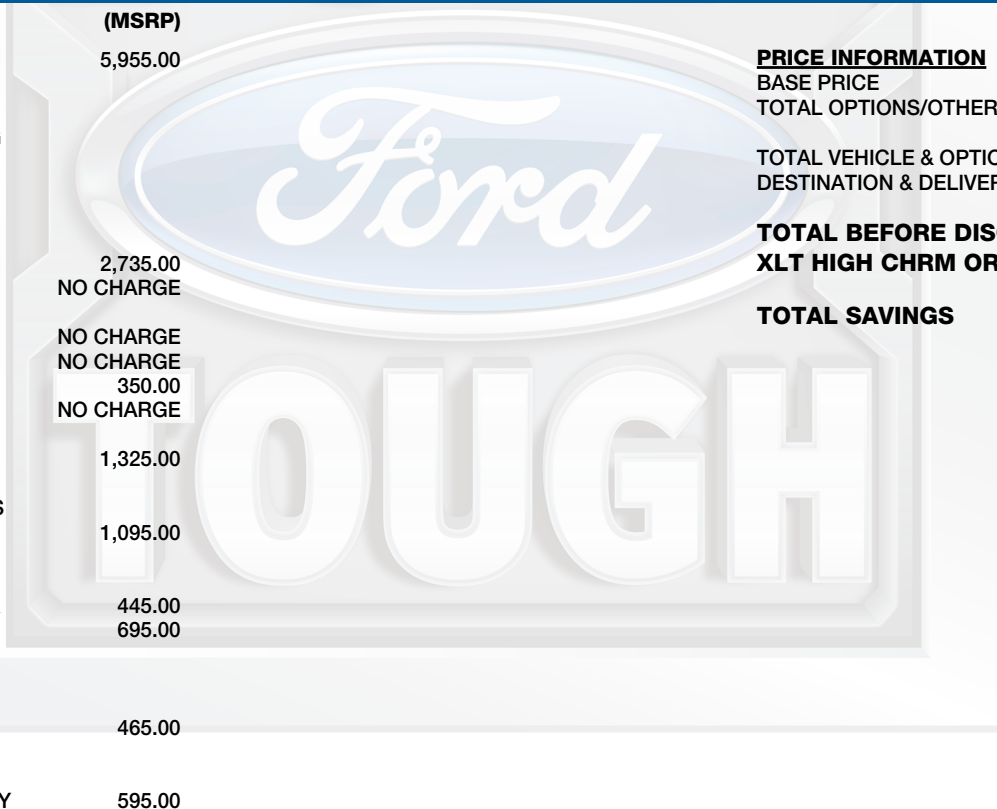 (MSRP)
5,955.00
2,735.00
NO CHARGE
NO CHARGE
NO CHARGE
350.00
NO CHARGE
1,325.00
S
1,095.00
445.00
695.00
465.00
Y 595.00
PRICE INFORMATION
BASE PRICE
TOTAL OPTIONS/OTHER
TOTAL VEHICLE & OPTIO
DESTINATION & DELIVER
TOTAL BEFORE DIS
XLT HIGH CHRM OR
TOTAL SAVINGS
Ford
TOUGH